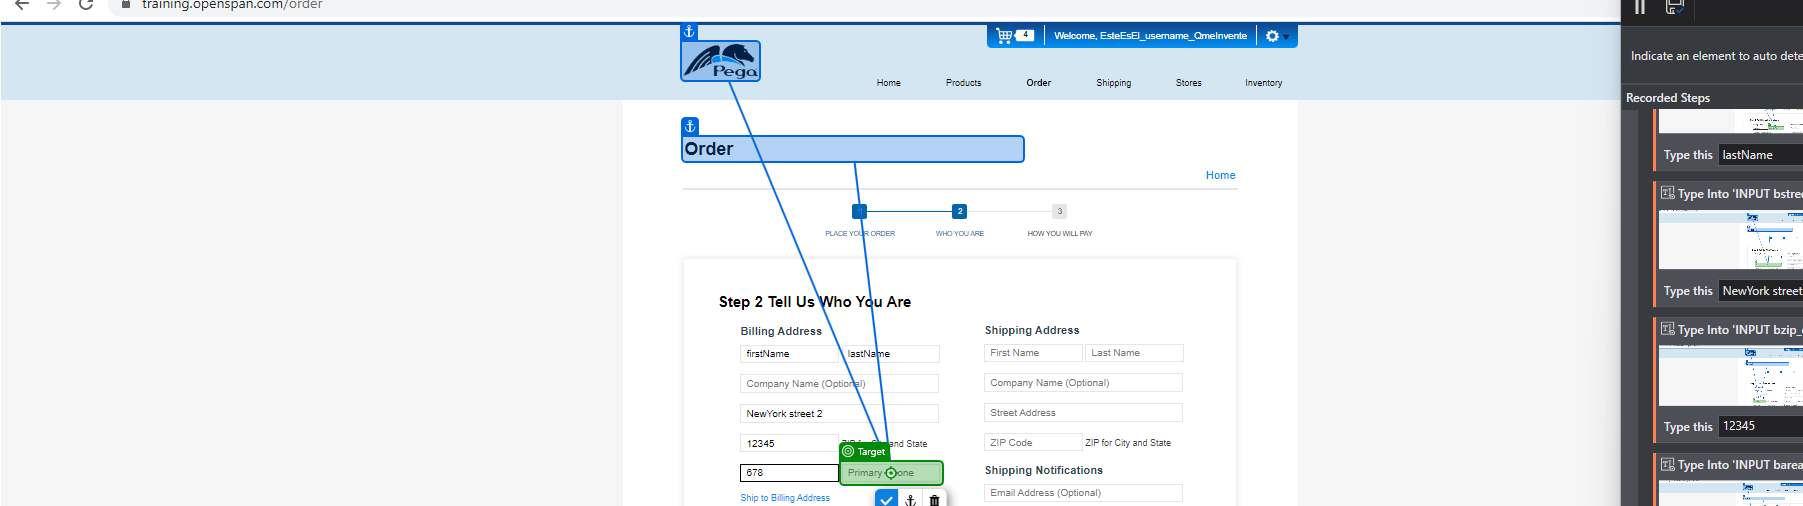 training.openspan.com/order
4
Welcome, EsteEsEl_username_QmeInvente
Pega
Home Products Order Shipping Stores Inventory
Order
Home
1 2 3
PLACE YOUR ORDER WHO YOU ARE HOW YOU WILL PAY
Step 2 Tell Us Who You Are
Billing Address
firstName lastName
Company Name (Optional)
NewYork street 2
12345 ZIP for City and State
Target
678 Primary Phone
Ship to Billing Address
Shipping Address
First Name Last Name
Company Name (Optional)
Street Address
ZIP Code ZIP for City and State
Shipping Notifications
Email Address (Optional)
Indicate an element to auto dete
Recorded Steps
Type this lastName
Type Into 'INPUT bstree
Type this NewYork street
Type Into 'INPUT bzip_c
Type this 12345
Type Into 'INPUT barea